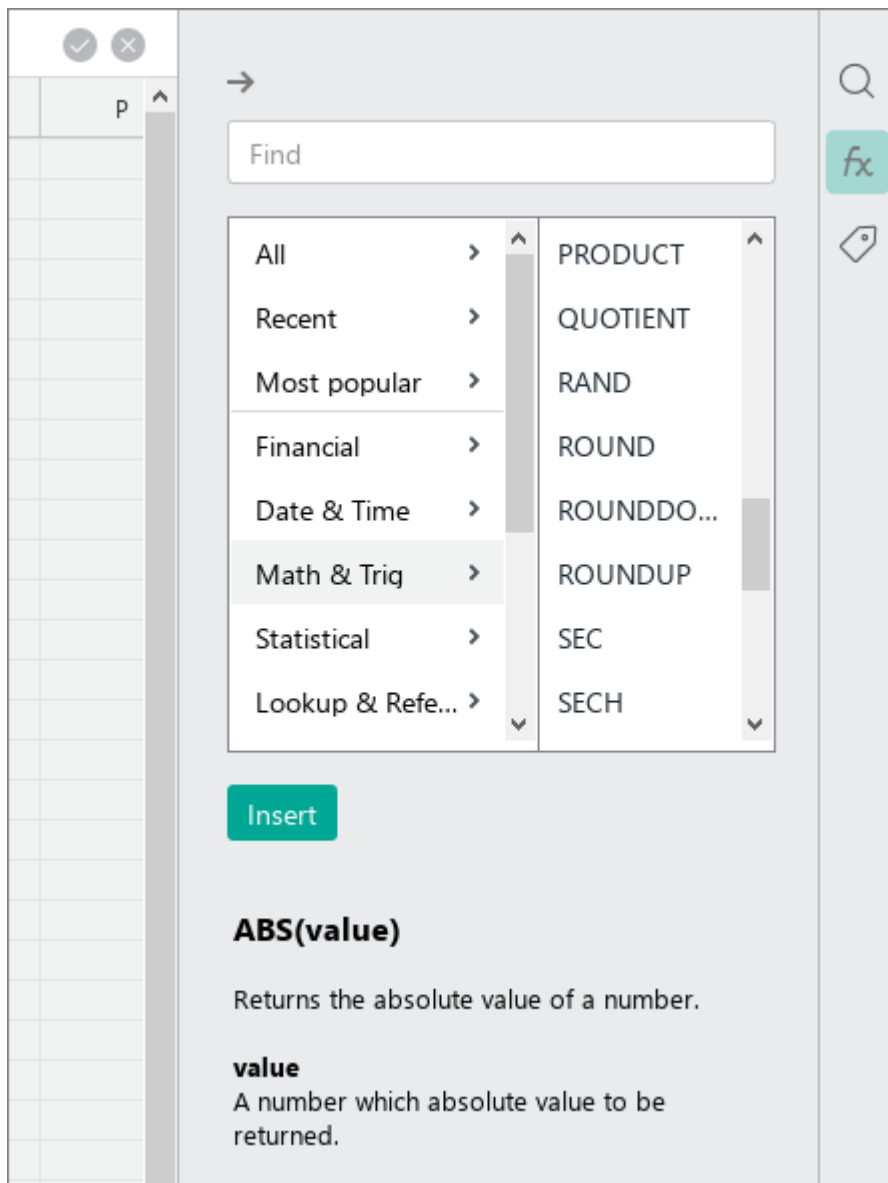 P
Find
All
Recent
Most popular
Financial
Date & Time
Math & Trig
Statistical
Lookup & Refe...
PRODUCT
QUOTIENT
RAND
ROUND
ROUNDDO...
ROUNDUP
SEC
SECH
fx
Insert
ABS(value)
Returns the absolute value of a number.
value
A number which absolute value to be
returned.